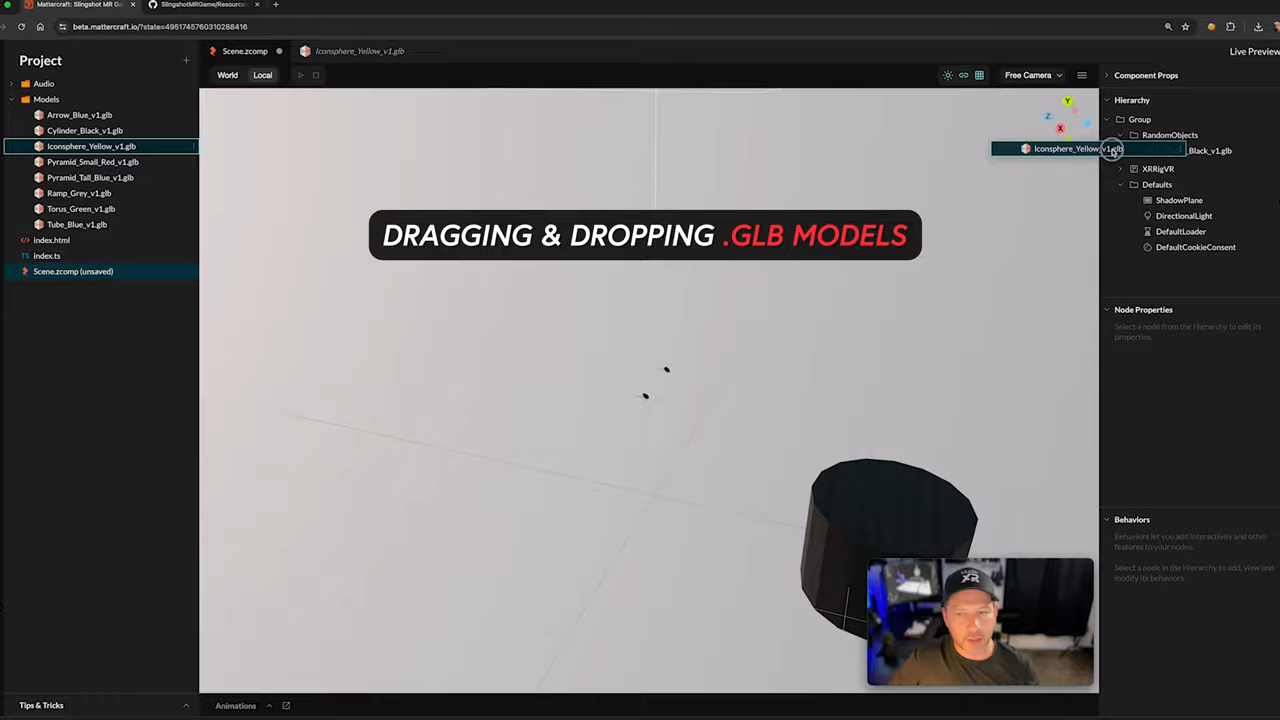 Mattercraft: Slingshot MR Ga
SlingshotMRGame/Resource
beta.mattercraft.io/?state=4951745760310288416
Project
Audio
Models
Arrow_Blue_v1.glb
Cylinder_Black_v1.glb
Iconsphere_Yellow_v1.glb
Pyramid_Small_Red_v1.glb
Pyramid_Tall_Blue_v1.glb
Ramp_Grey_v1.glb
Torus_Green_v1.glb
Tube_Blue_v1.glb
index.html
index.ts
Scene.zcomp (unsaved)
Tips & Tricks
Scene.zcomp
Iconsphere_Yellow_v1.glb
Live Preview
World
Local
Free Camera
Y
Z
X
DRAGGING & DROPPING .GLB MODELS
XR
Animations
Component Props
Hierarchy
Group
RandomObjects
Iconsphere_Yellow_v1.glb
_Black_v1.glb
XRRigVR
Defaults
ShadowPlane
DirectionalLight
DefaultLoader
DefaultCookieConsent
Node Properties
Select a node from the Hierarchy to edit its
properties.
Behaviors
Behaviors let you add interactivity and other
features to your nodes.
Select a node in the Hierarchy to add, view and
modify its behaviors